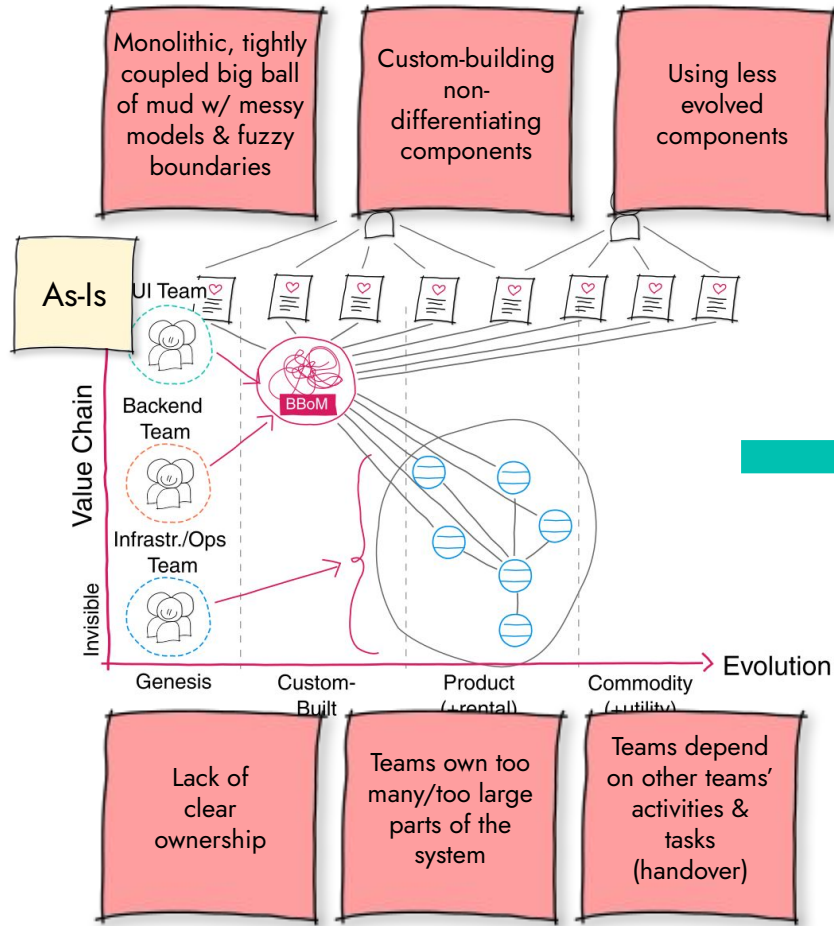 Monolithic, tightly
coupled big ball
of mud w/ messy
models & fuzzy
boundaries
Custom-building
non-
differentiating
components
Using less
evolved
components
As-Is
UI Team
BBoM
Backend
Team
Infrastr./Ops
Team
Value Chain
Invisible
Evolution
Genesis
Custom-
Built
Product
(+rental)
Commodity
(+utility)
Lack of
clear
ownership
Teams own too
many/too large
parts of the
system
Teams depend
on other teams’
activities &
tasks
(handover)